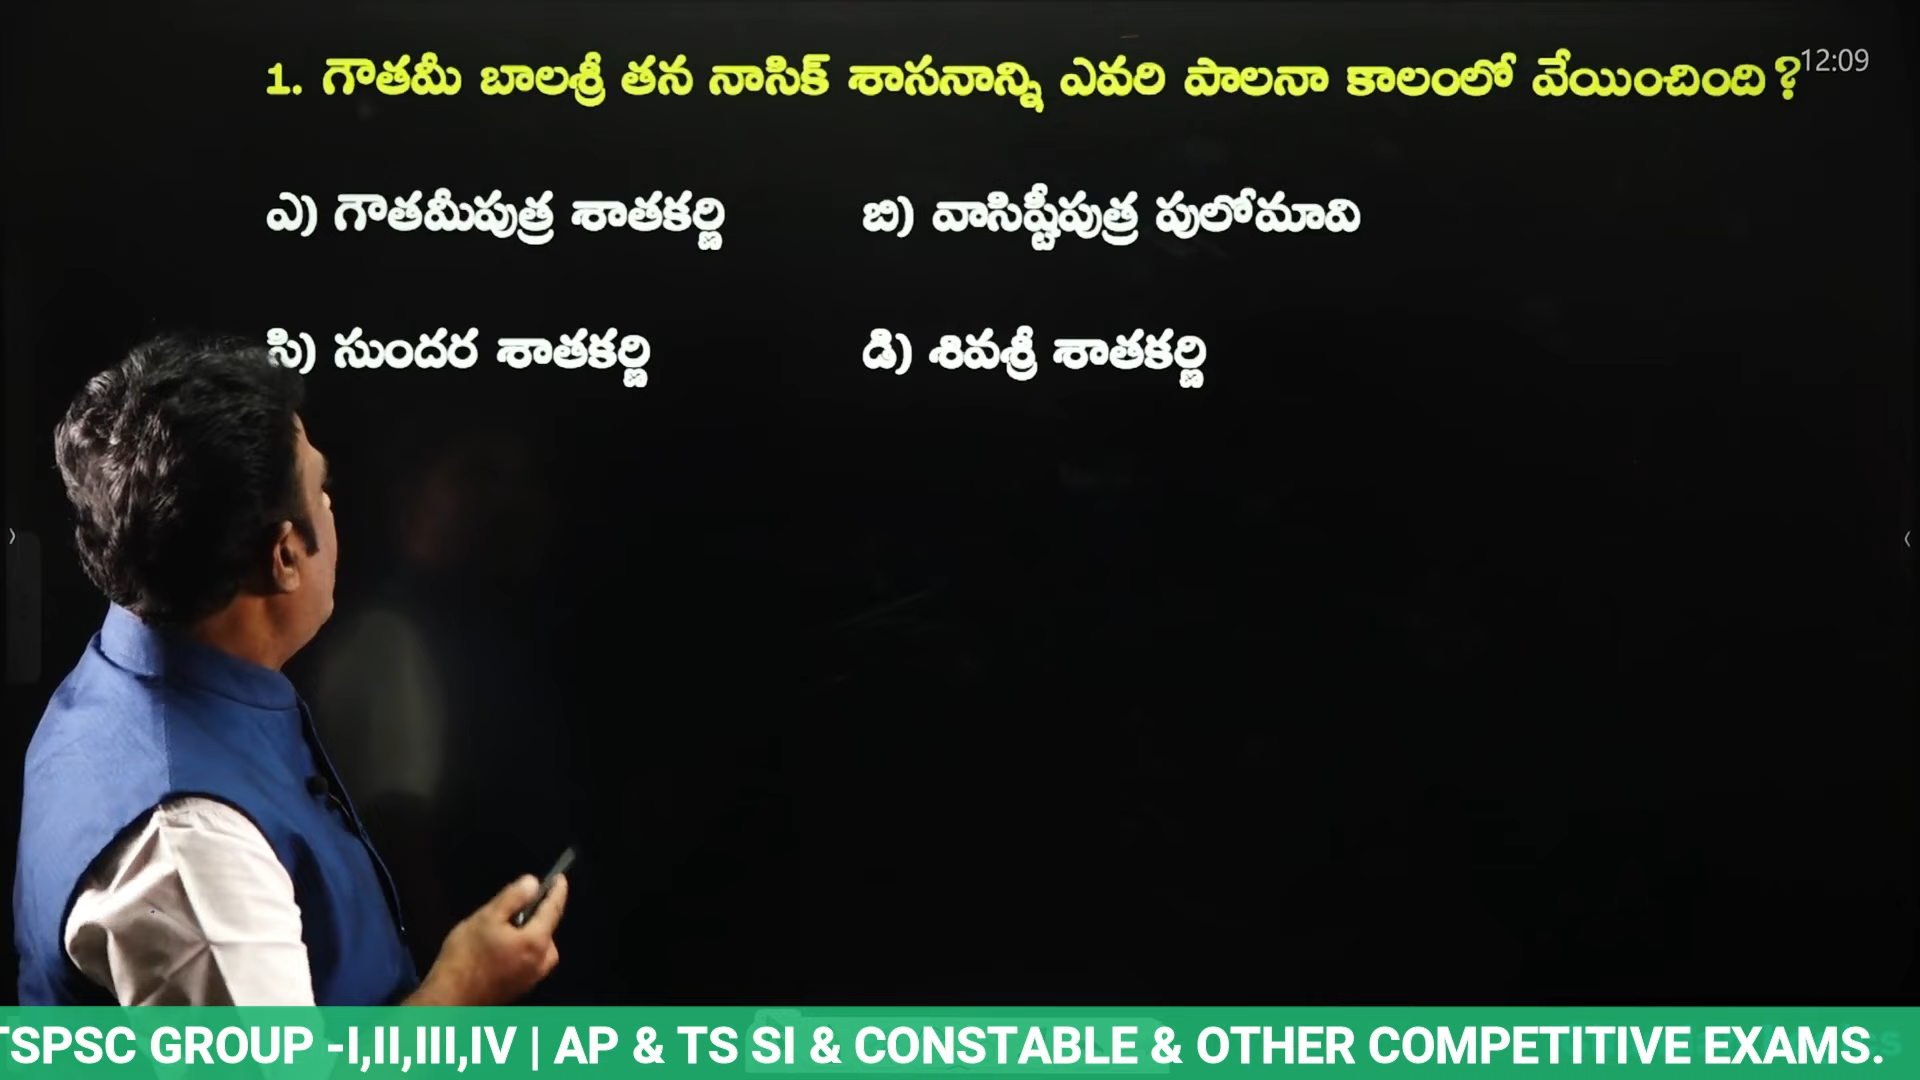 1. గౌతమీ బాలశ్రీ తన నాసిక్ శాసనాన్ని ఎవరి పాలనా కాలంలో వేయించింది?
12:09
ఎ) గౌతమీపుత్ర శాతకర్ణి బి) వాసిష్టీపుత్ర పులోమావి
సి) సుందర శాతకర్ణి డి) శివశ్రీ శాతకర్ణి
TSPSC GROUP -I,II,III,IV | AP & TS SI & CONSTABLE & OTHER COMPETITIVE EXAMS.